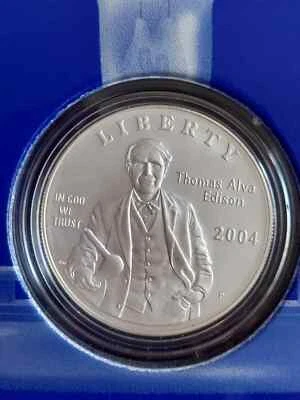 LIBERTY
Thomas Alva
Edison
IN GOD
WE
TRUST
2004
P